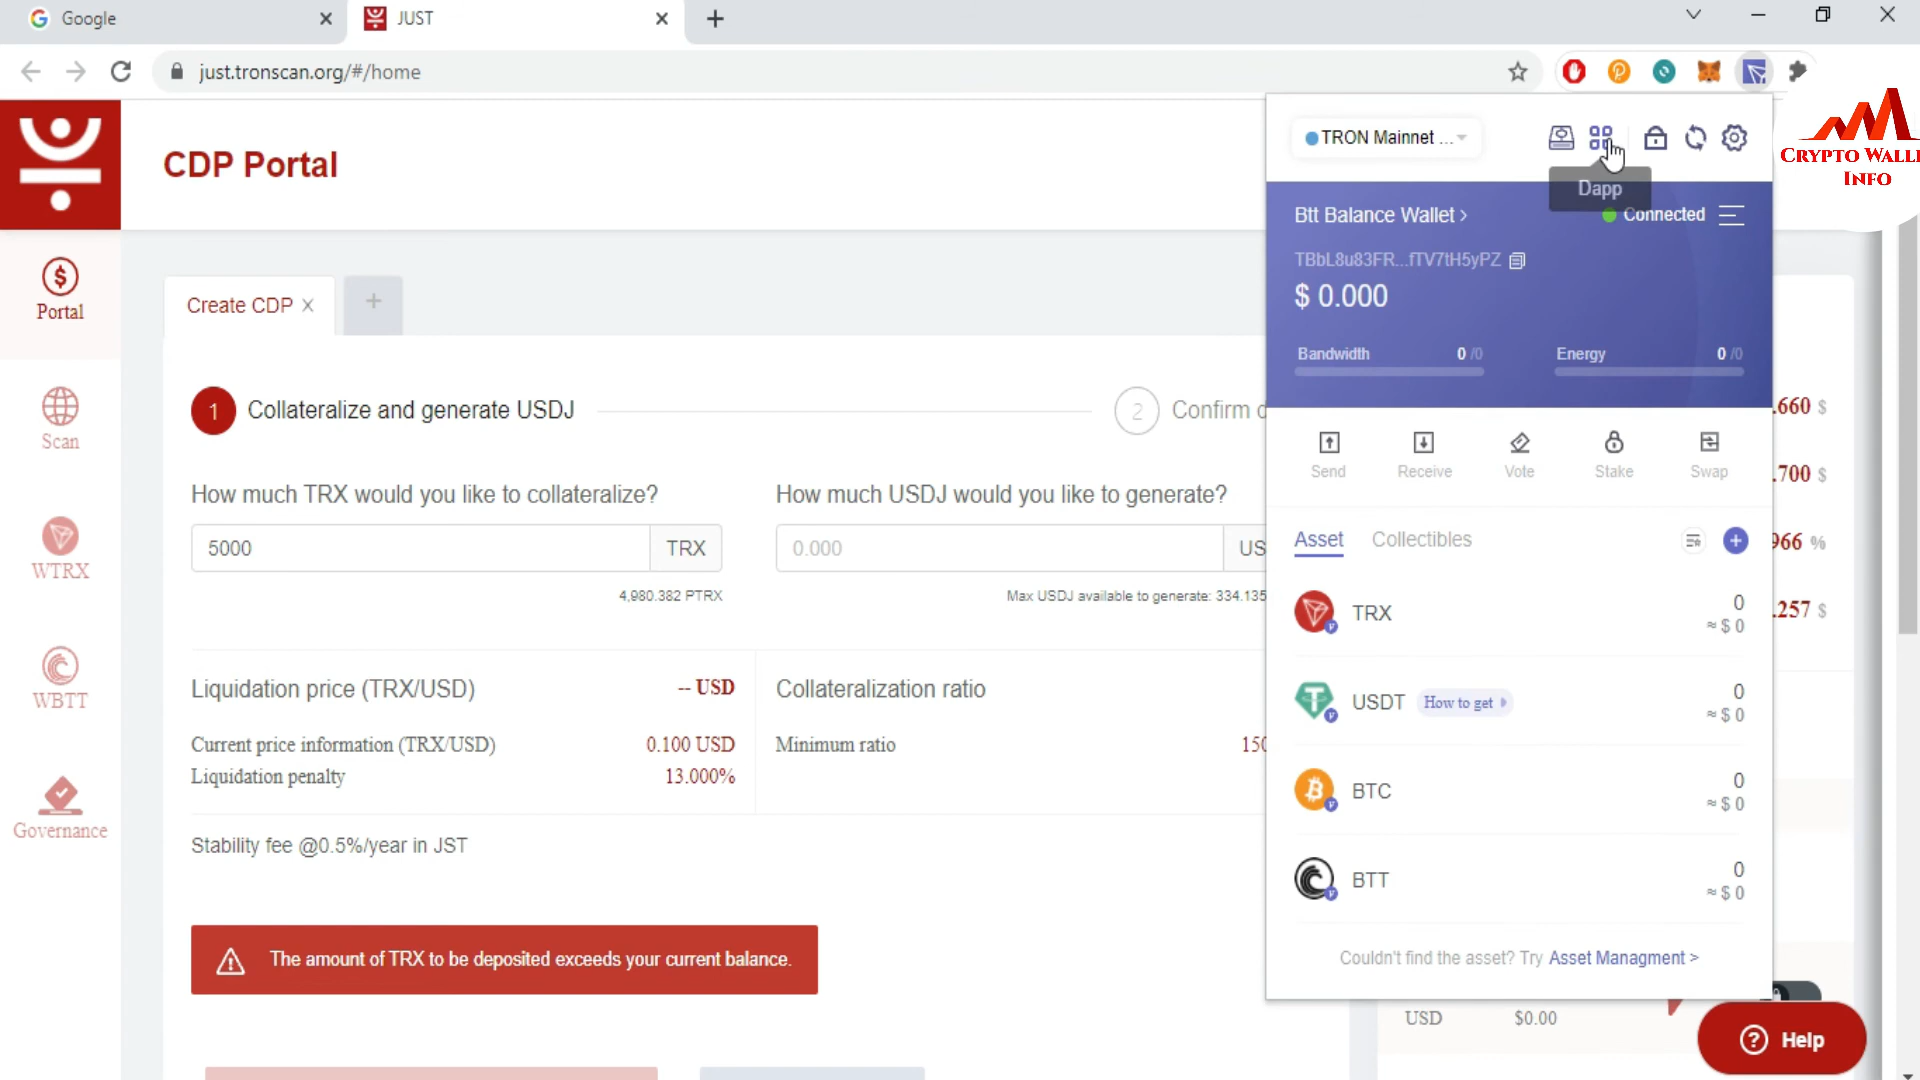 Google
JUST
just.tronscan.org/#/home
CRYPTO WALLE
INFO
CDP Portal
Portal
Scan
WTRX
WBTT
Governance
Create CDP
1 Collateralize and generate USDJ
2
How much TRX would you like to collateralize?
5000 TRX
4,980.382 PTRX
How much USDJ would you like to generate?
0.000
Max USDJ available to generate: 334.135
Liquidation price (TRX/USD) -- USD
Current price information (TRX/USD) 0.100 USD
Liquidation penalty 13.000%
Collateralization ratio
Minimum ratio
Stability fee @0.5%/year in JST
The amount of TRX to be deposited exceeds your current balance.
TRON Mainnet ...
Dapp
Btt Balance Wallet >
Connected
TBbL8u83FR...fTV7tH5yPZ
$ 0.000
Bandwidth 0 /0
Energy 0 /0
Send
Receive
Vote
Stake
Swap
Asset
Collectibles
TRX 0
≈ $ 0
USDT How to get 0
≈ $ 0
BTC 0
≈ $ 0
BTT 0
≈ $ 0
Couldn't find the asset? Try Asset Managment >
.660 $
.700 $
966 %
.257 $
USD $0.00
Help